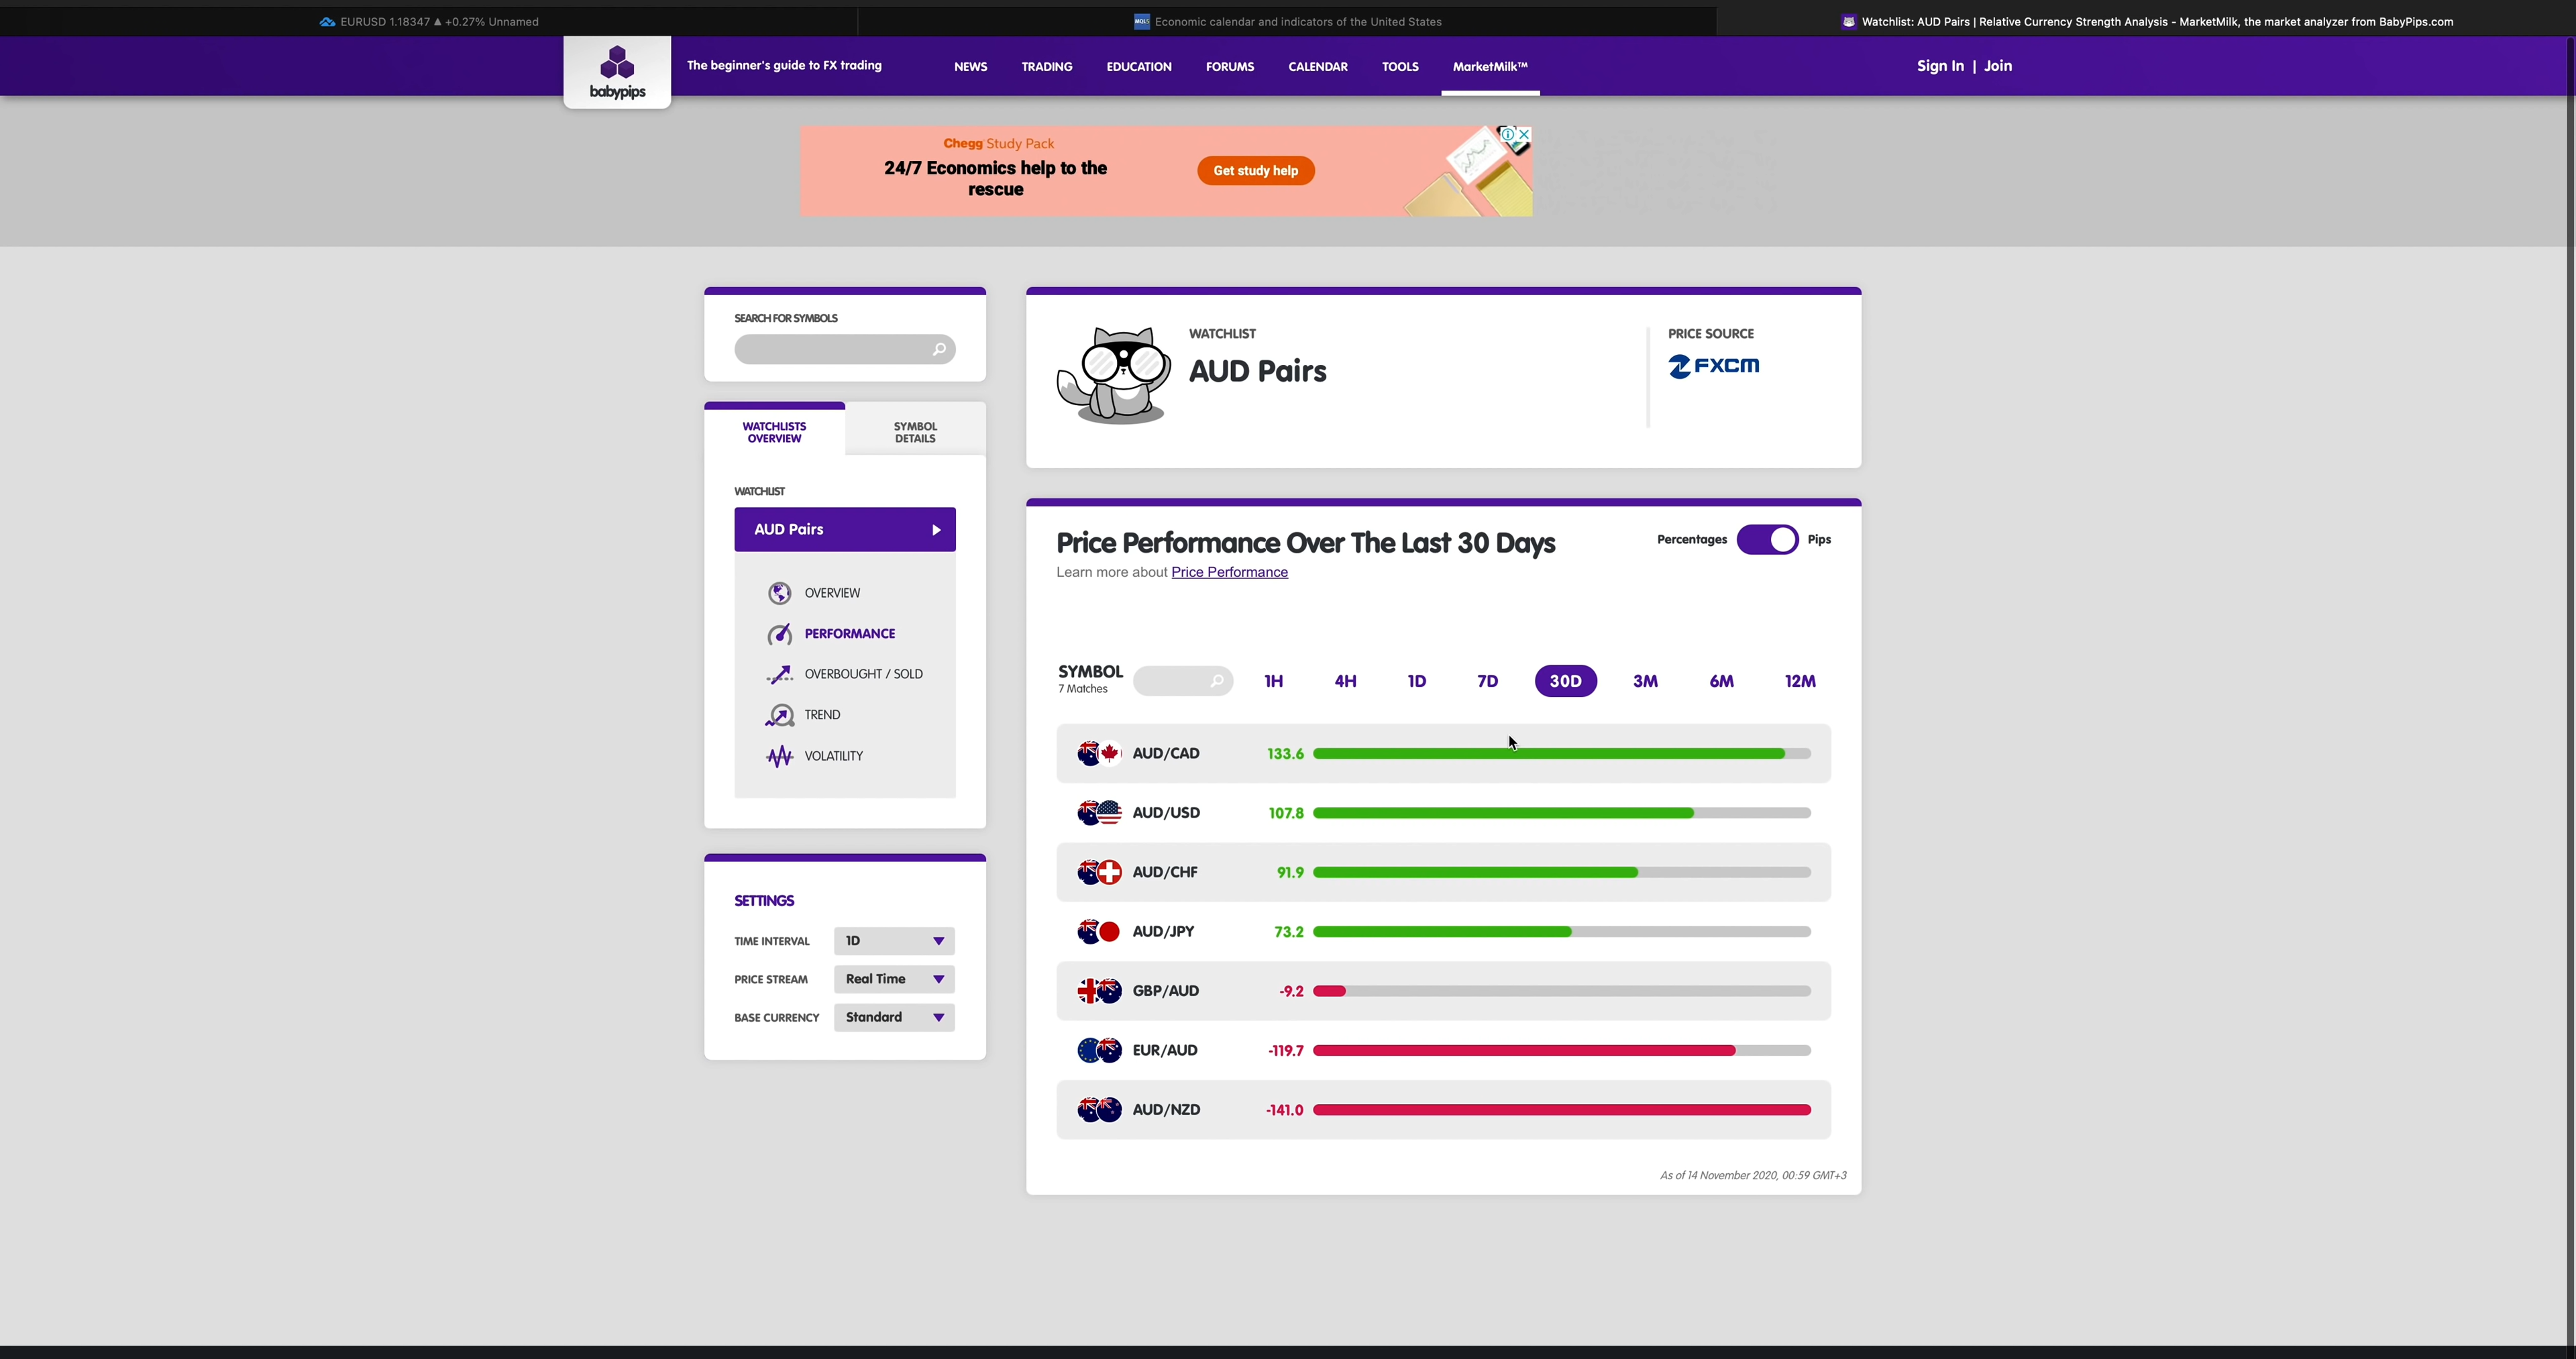 EURUSD 1.18347 ▲ +0.27% Unnamed
MQL5 Economic calendar and indicators of the United States
Watchlist: AUD Pairs | Relative Currency Strength Analysis - MarketMilk, the market analyzer from BabyPips.com
babypips
The beginner's guide to FX trading
NEWS
TRADING
EDUCATION
FORUMS
CALENDAR
TOOLS
MarketMilk™
Sign In | Join
Chegg Study Pack
24/7 Economics help to the
rescue
Get study help
SEARCH FOR SYMBOLS
WATCHLISTS
OVERVIEW
SYMBOL
DETAILS
WATCHLIST
AUD Pairs
OVERVIEW
PERFORMANCE
OVERBOUGHT / SOLD
TREND
VOLATILITY
SETTINGS
TIME INTERVAL 1D
PRICE STREAM Real Time
BASE CURRENCY Standard
WATCHLIST
AUD Pairs
PRICE SOURCE
FXCM
Price Performance Over The Last 30 Days
Percentages Pips
Learn more about Price Performance
SYMBOL
7 Matches
1H 4H 1D 7D 30D 3M 6M 12M
AUD/CAD 133.6
AUD/USD 107.8
AUD/CHF 91.9
AUD/JPY 73.2
GBP/AUD -9.2
EUR/AUD -119.7
AUD/NZD -141.0
As of 14 November 2020, 00:59 GMT+3